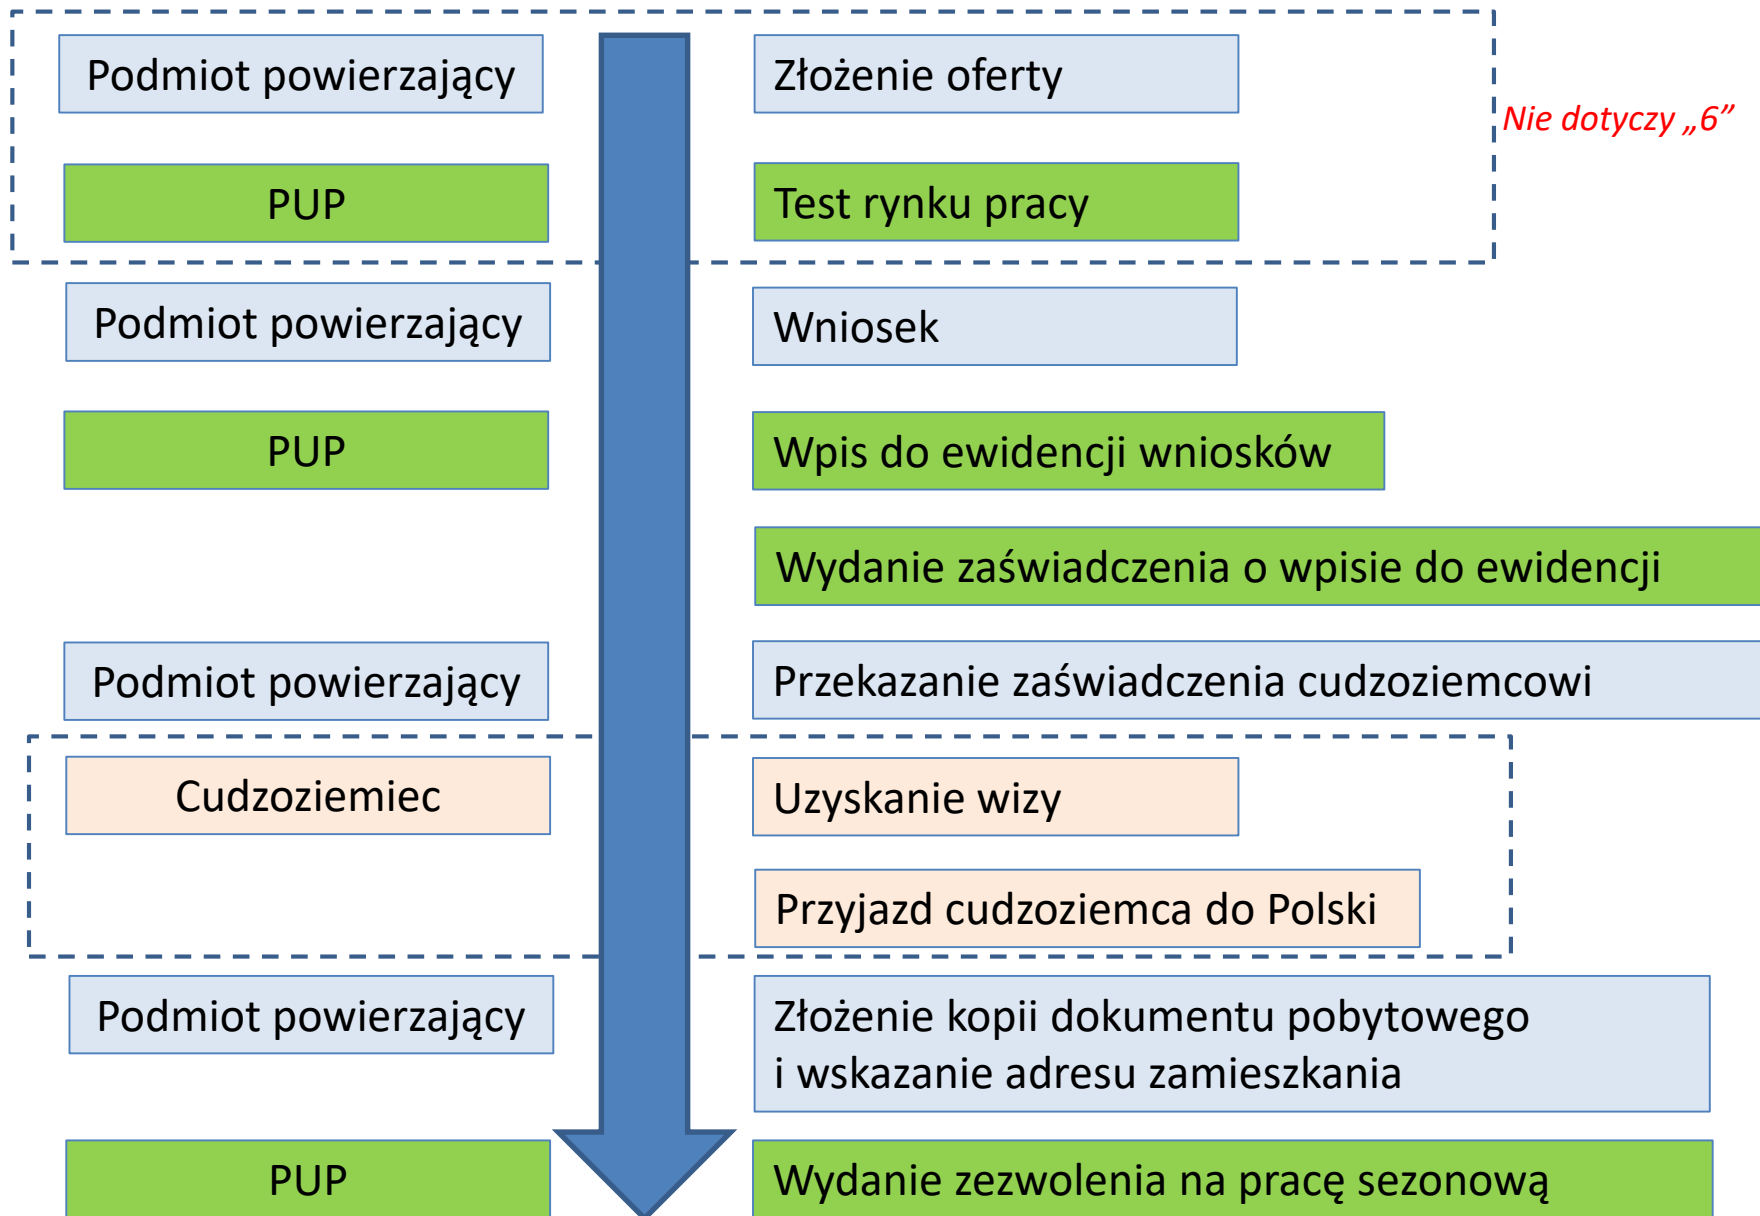 Podmiot powierzający
Złożenie oferty
Nie dotyczy „6”
PUP
Test rynku pracy
Podmiot powierzający
Wniosek
PUP
Wpis do ewidencji wniosków
Wydanie zaświadczenia o wpisie do ewidencji
Podmiot powierzający
Przekazanie zaświadczenia cudzoziemcowi
Cudzoziemiec
Uzyskanie wizy
Przyjazd cudzoziemca do Polski
Podmiot powierzający
Złożenie kopii dokumentu pobytowego
i wskazanie adresu zamieszkania
PUP
Wydanie zezwolenia na pracę sezonową